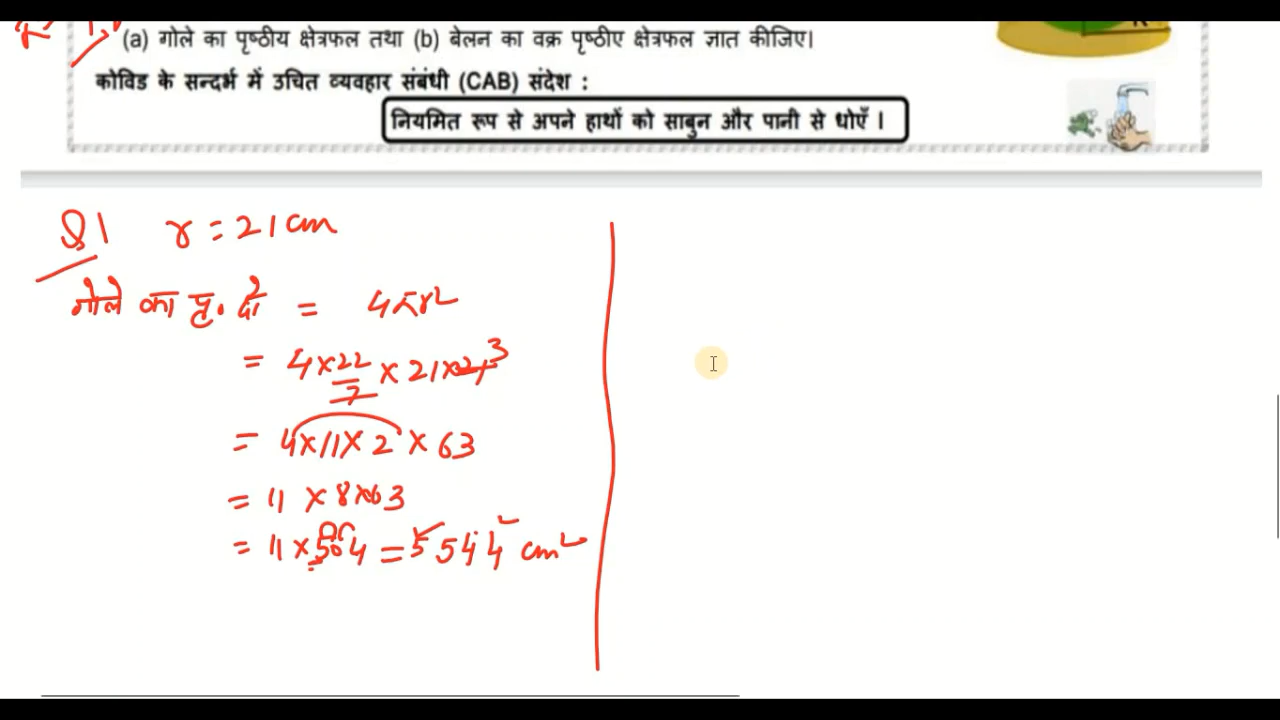 (a) गोले का पृष्ठीय क्षेत्रफल तथा (b) बेलन का वक्र पृष्ठीए क्षेत्रफल ज्ञात कीजिए।
कोविड के सन्दर्भ में उचित व्यवहार संबंधी (CAB) संदेश :
नियमित रूप से अपने हाथों को साबुन और पानी से धोएँ ।
Q1 r = 21 cm
गोले का पृ. क्षे = 4πr²
= 4×22/7 × 21×21 3
= 4×11×2 × 63
= 11 × 8×63
= 11 × 504 = 5544 cm²